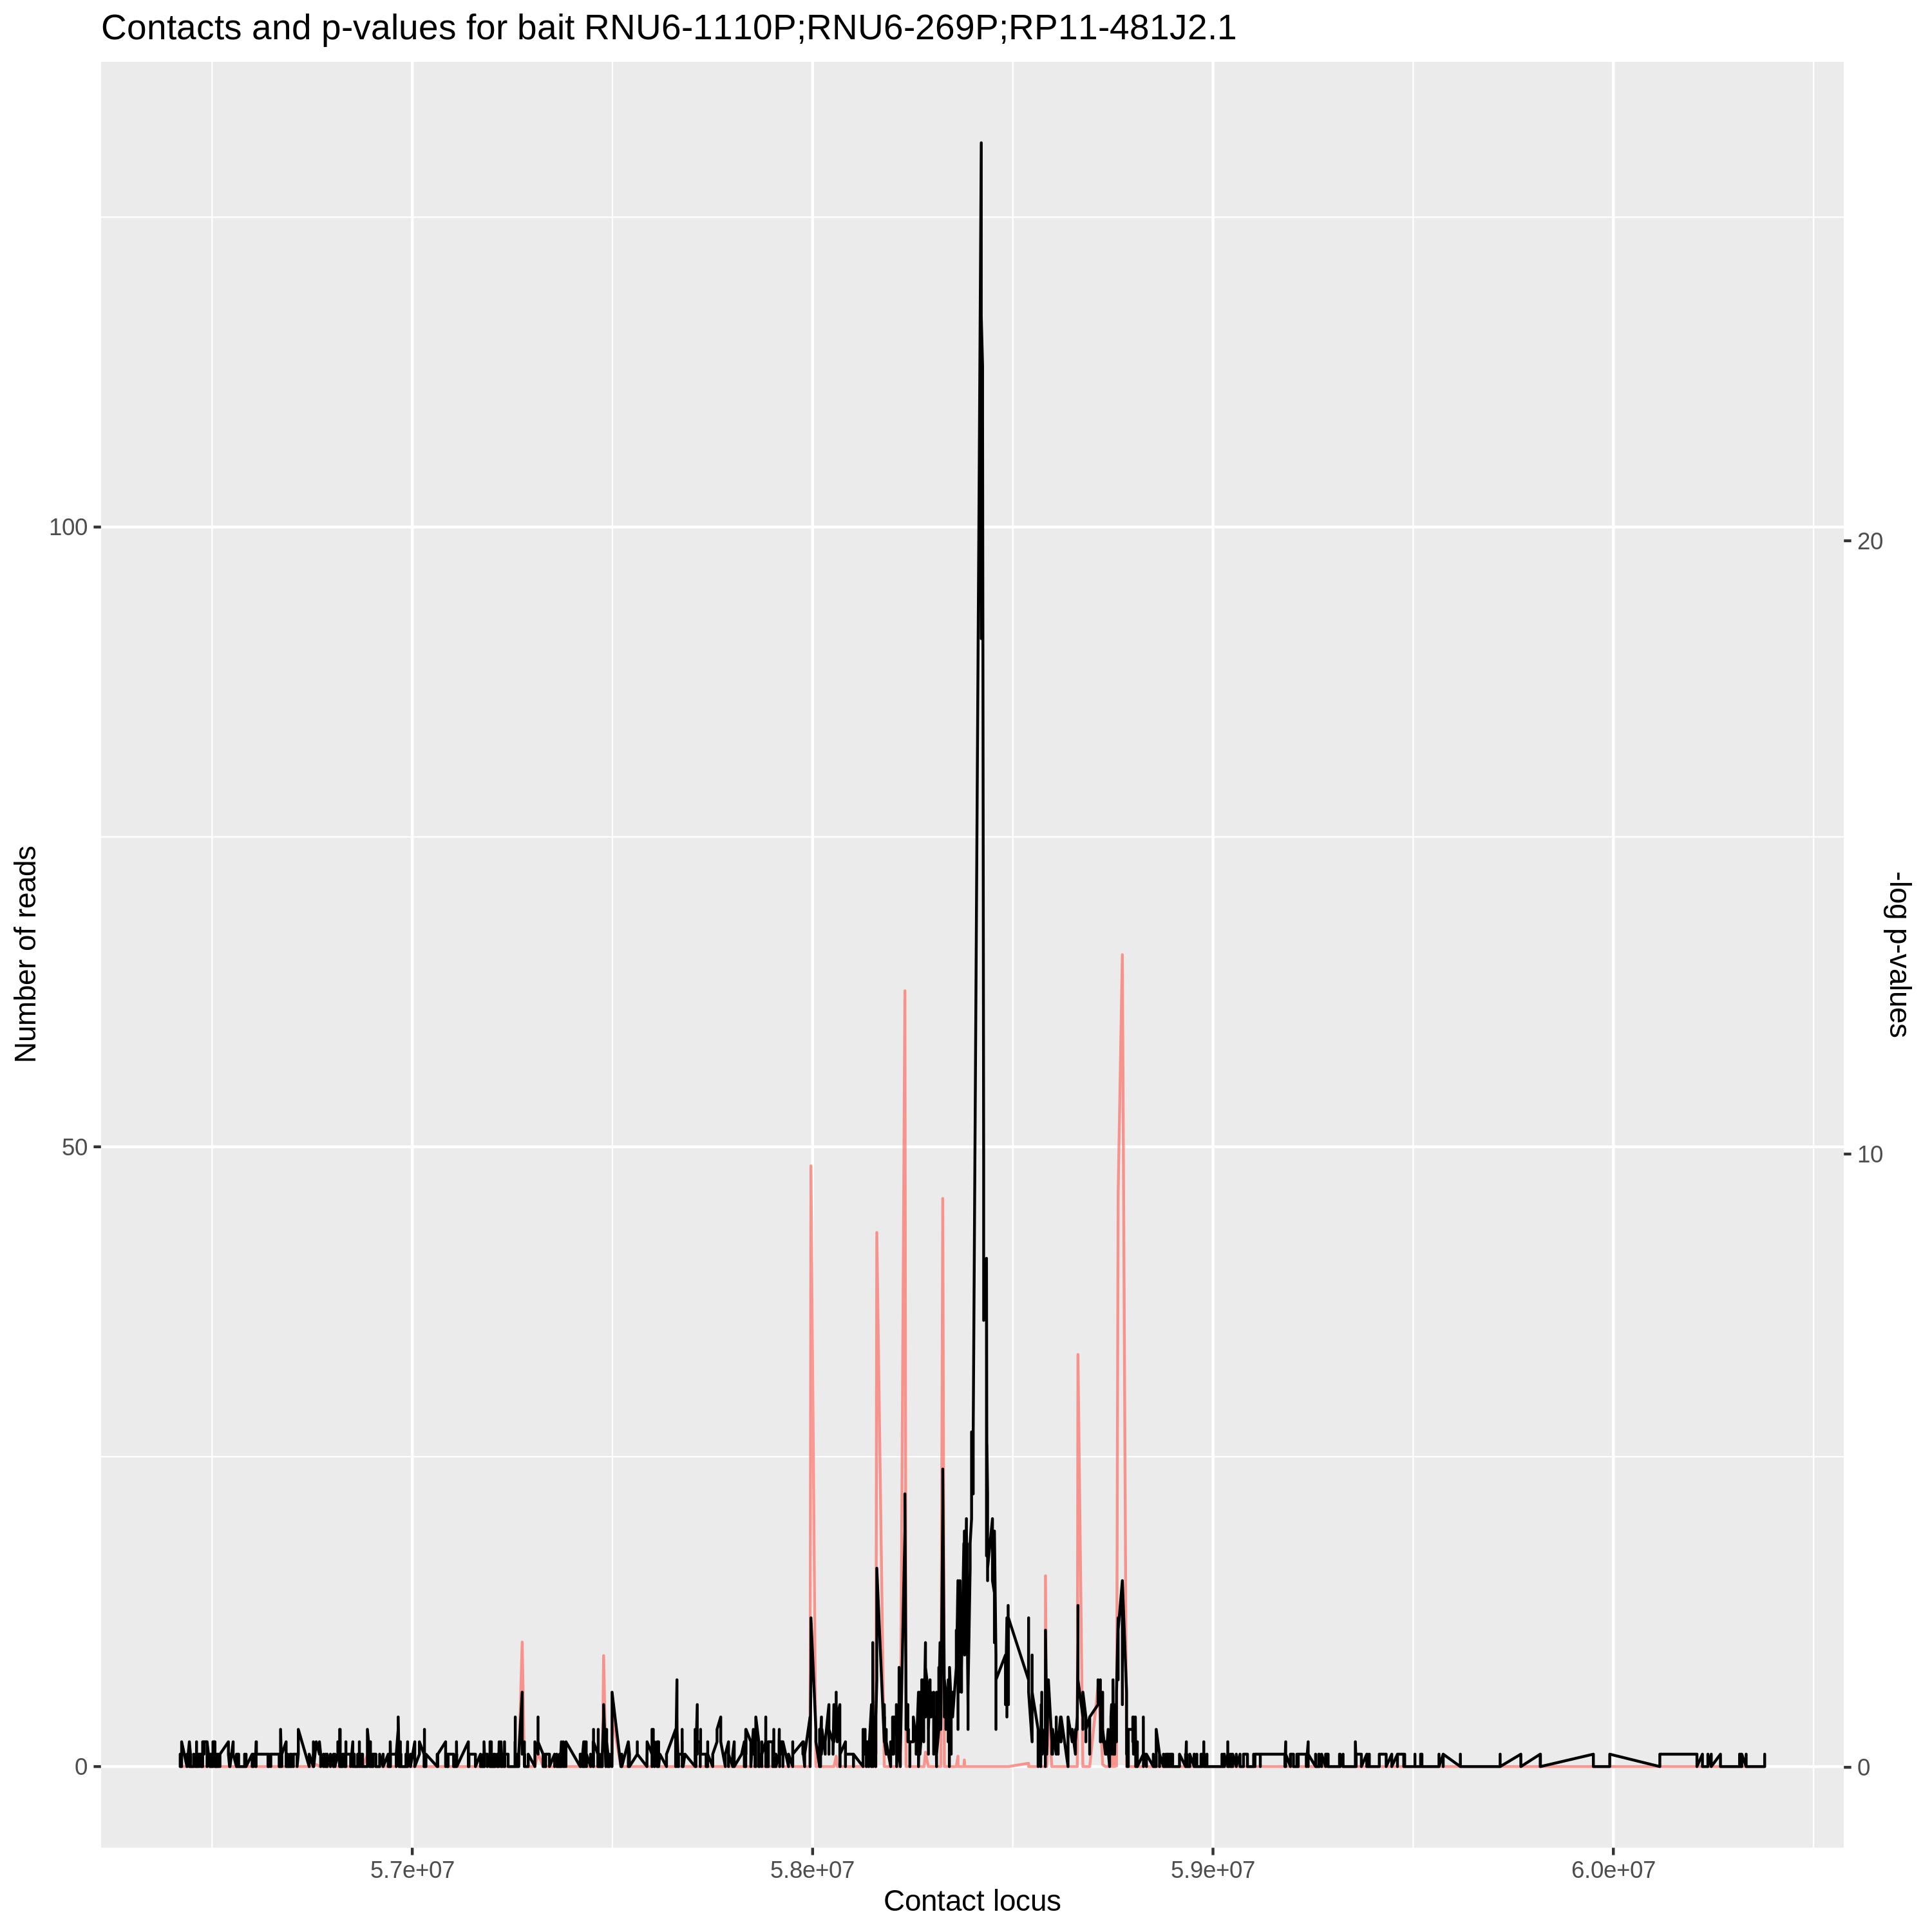 Contacts and p-values for bait RNU6-1110P;RNU6-269P;RP11-481J2.1
Number of reads
100
50
0
20
10
0
-log p-values
5.7e+07
5.8e+07
5.9e+07
6.0e+07
Contact locus